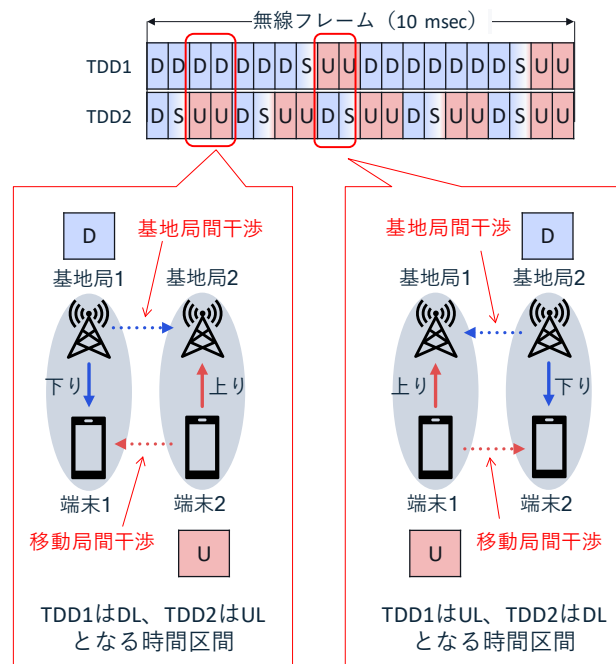 無線フレーム（10 msec）
TDD1 D D D D D D D S U U D D D D D D D S U U
TDD2 D S U U D S U U D S U U D S U U D S U U
D
基地局間干渉
基地局1 基地局2
下り 上り
端末1 端末2
移動局間干渉
U
TDD1はDL、TDD2はUL
となる時間区間
基地局間干渉
D
基地局1 基地局2
上り 下り
端末1 端末2
U
移動局間干渉
TDD1はUL、TDD2はDL
となる時間区間